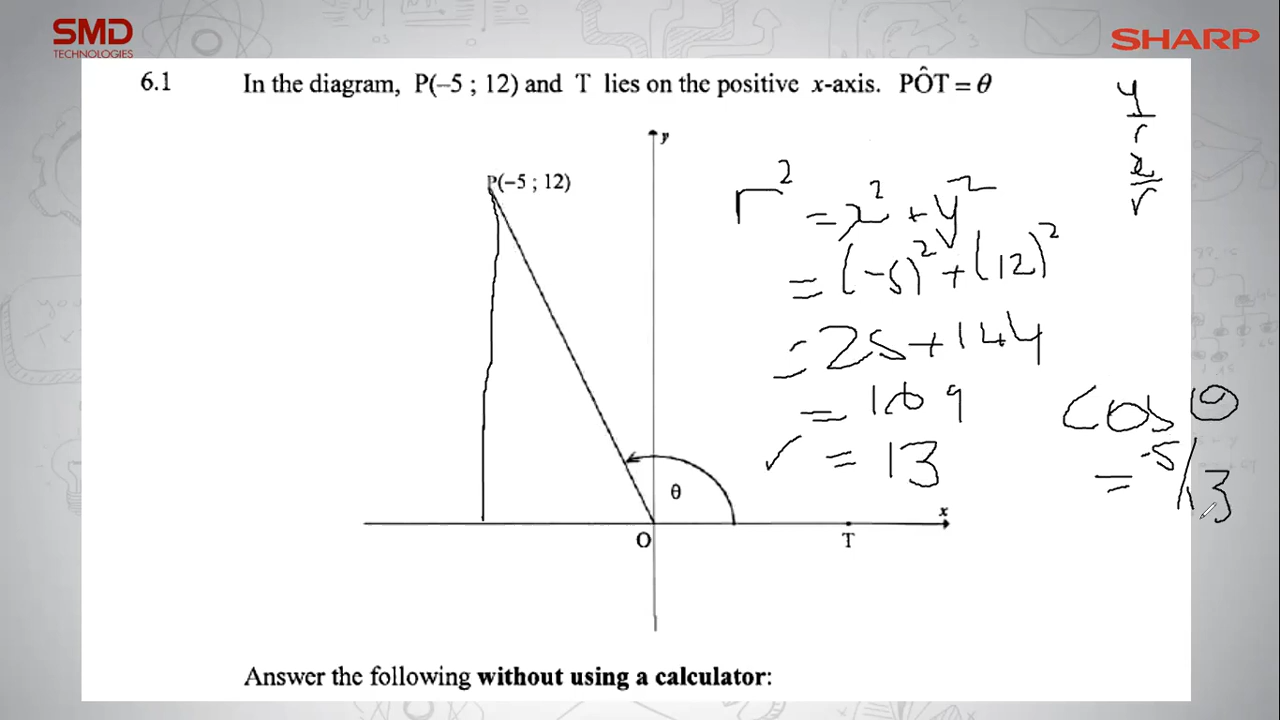 SMD
TECHNOLOGIES
SHARP
6.1 In the diagram, P(–5 ; 12) and T lies on the positive x-axis. PÔT = θ
y
r
x
r
y
P(–5 ; 12)
r² = x² + y²
= (-5)² + (12)²
= 25 + 144
= 169
r = 13
cos θ
= -5/13
θ
x
O
T
Answer the following without using a calculator: